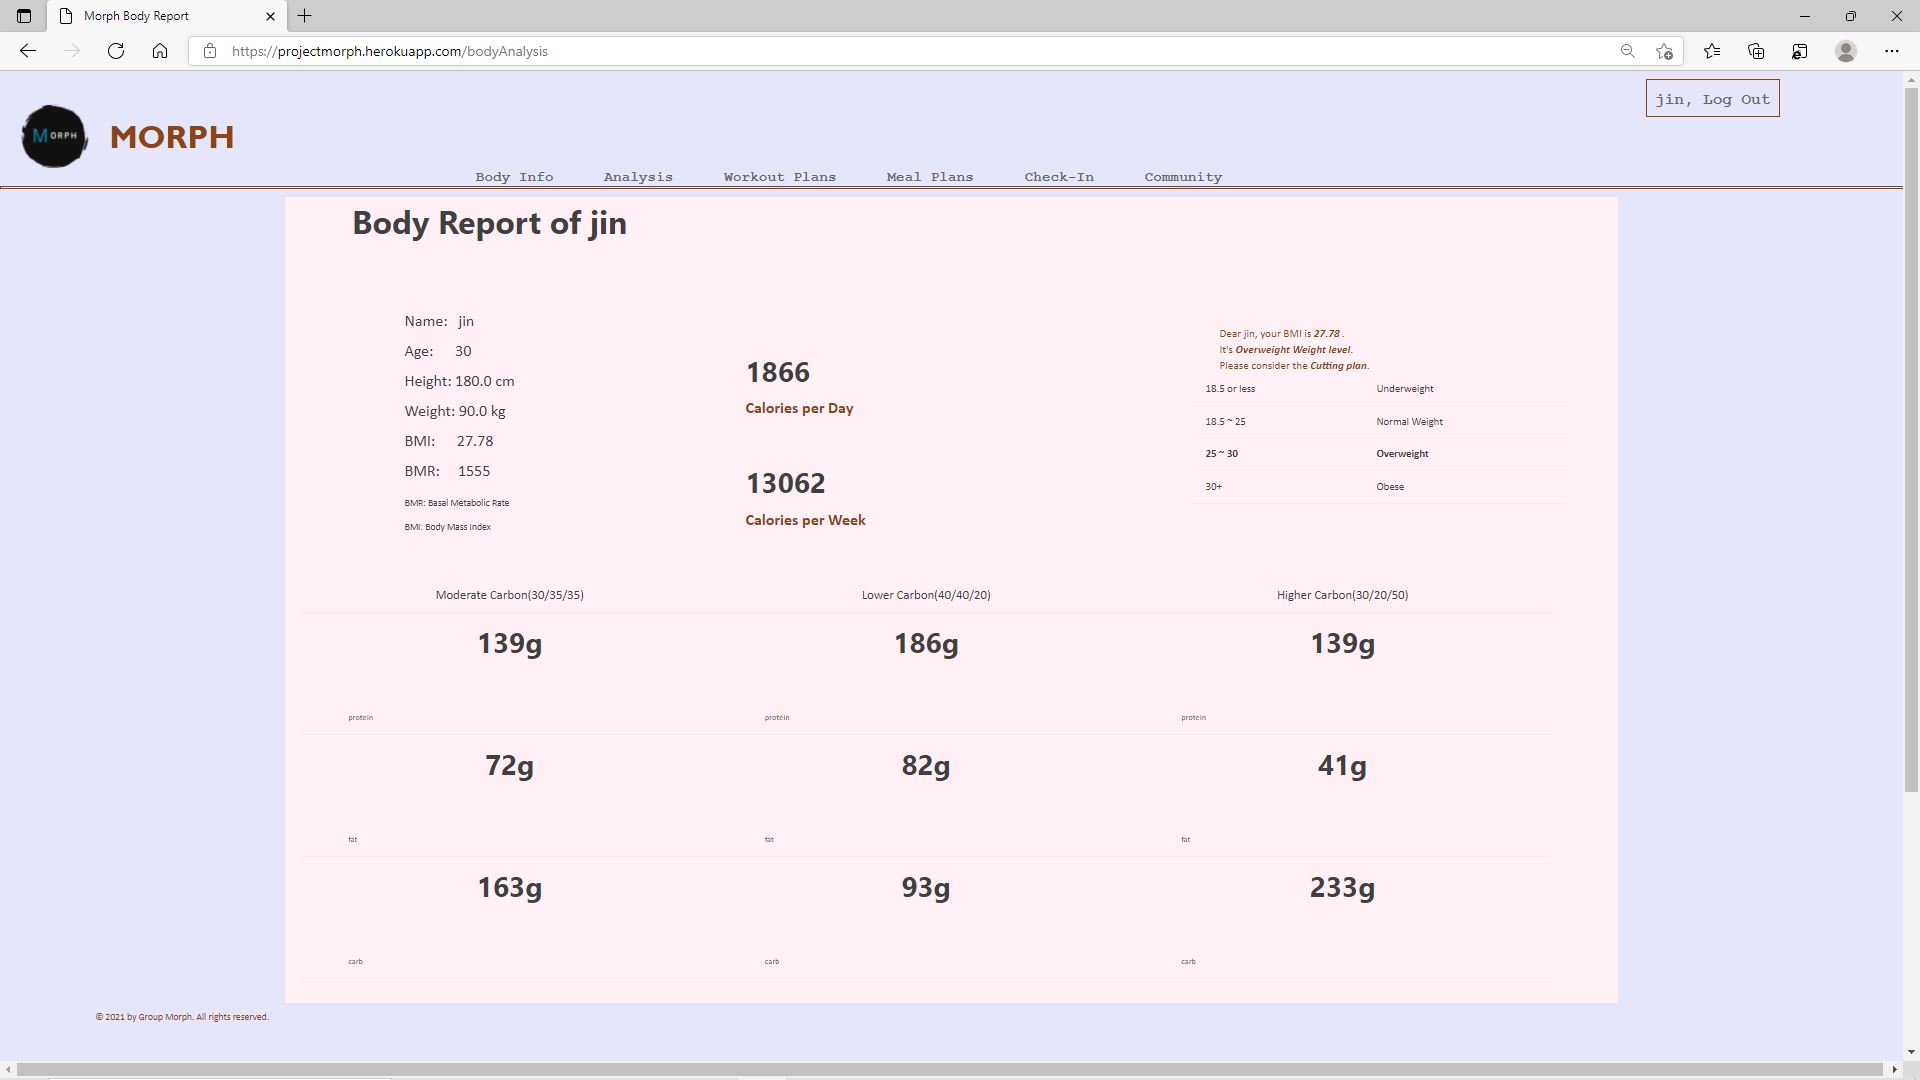 Morph Body Report
https://projectmorph.herokuapp.com/bodyAnalysis
jin, Log Out
MORPH
MORPH
Body Info Analysis Workout Plans Meal Plans Check-In Community
Body Report of jin
Name: jin
Age: 30
Height: 180.0 cm
Weight: 90.0 kg
BMI: 27.78
BMR: 1555
BMR: Basal Metabolic Rate
BMI: Body Mass Index
1866
Calories per Day
13062
Calories per Week
Dear jin, your BMI is 27.78 .
It's Overweight Weight level.
Please consider the Cutting plan.
18.5 or less Underweight
18.5 ~ 25 Normal Weight
25 ~ 30 Overweight
30+ Obese
Moderate Carbon(30/35/35) Lower Carbon(40/40/20) Higher Carbon(30/20/50)
139g 186g 139g
protein protein protein
72g 82g 41g
fat fat fat
163g 93g 233g
carb carb carb
© 2021 by Group Morph. All rights reserved.